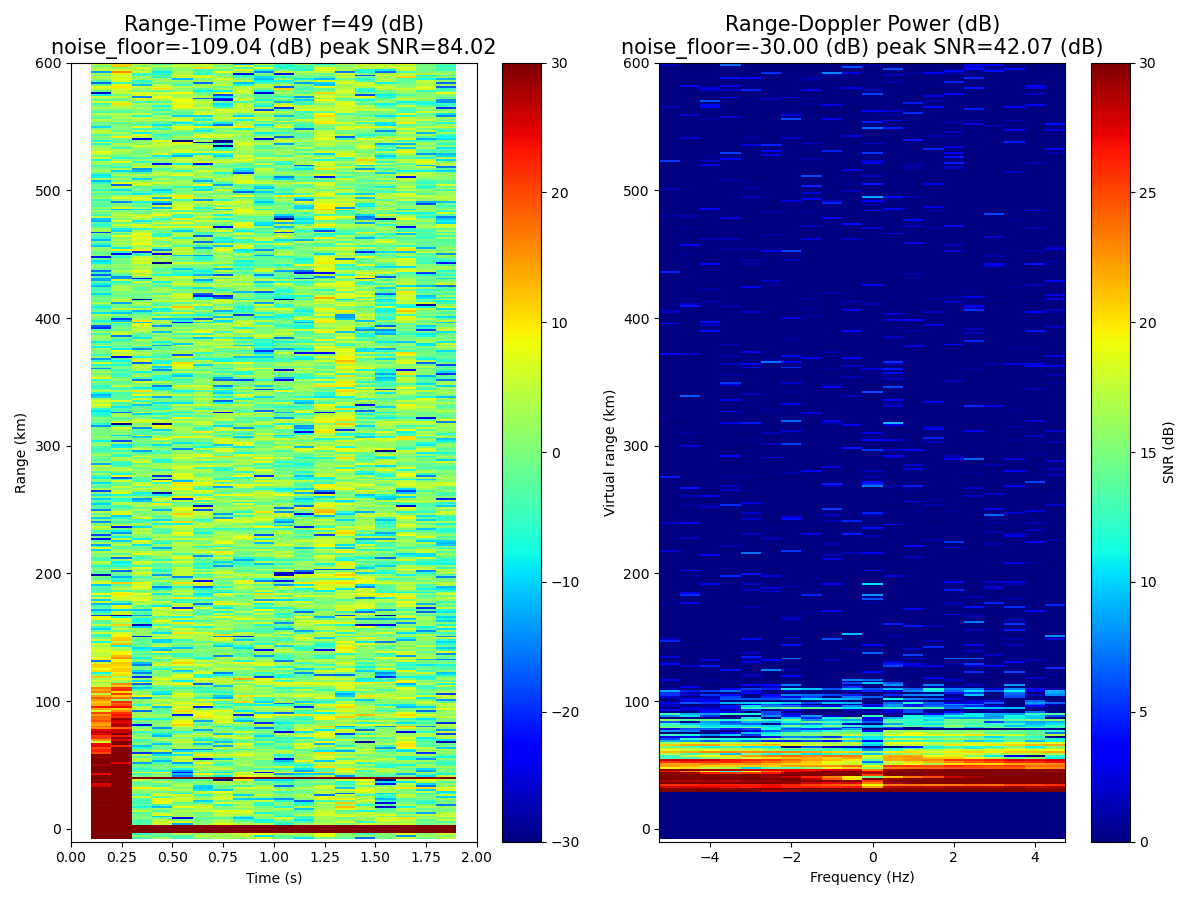 Range-Time Power f=49 (dB)
noise_floor=-109.04 (dB) peak SNR=84.02
Range-Doppler Power (dB)
noise_floor=-30.00 (dB) peak SNR=42.07 (dB)
600
500
400
300
200
100
0
Range (km)
0.00 0.25 0.50 0.75 1.00 1.25 1.50 1.75 2.00
Time (s)
30
20
10
0
−10
−20
−30
600
500
400
300
200
100
0
Virtual range (km)
−4 −2 0 2 4
Frequency (Hz)
30
25
20
15
10
5
0
SNR (dB)